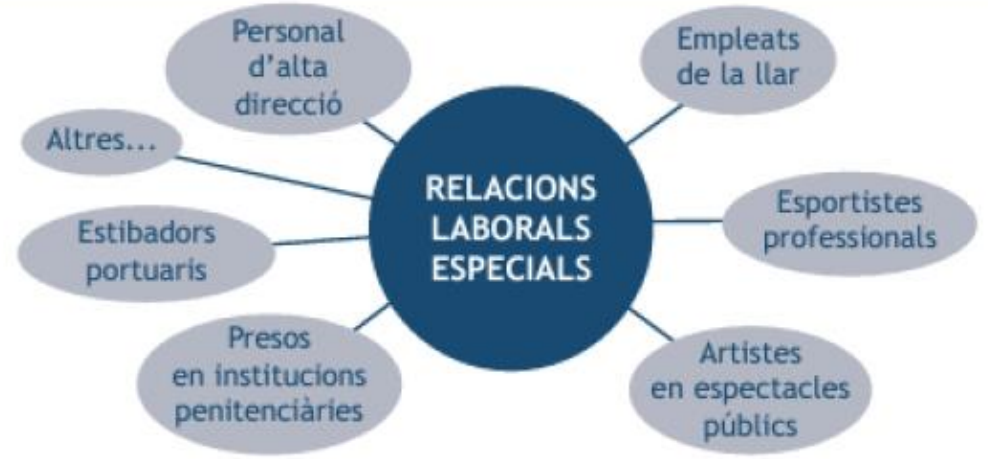 Personal
d'alta
direcció
Empleats
de la llar
Altres...
RELACIONS
LABORALS
ESPECIALS
Esportistes
professionals
Estibadors
portuaris
Presos
en institucions
penitenciàries
Artistes
en espectacles
públics